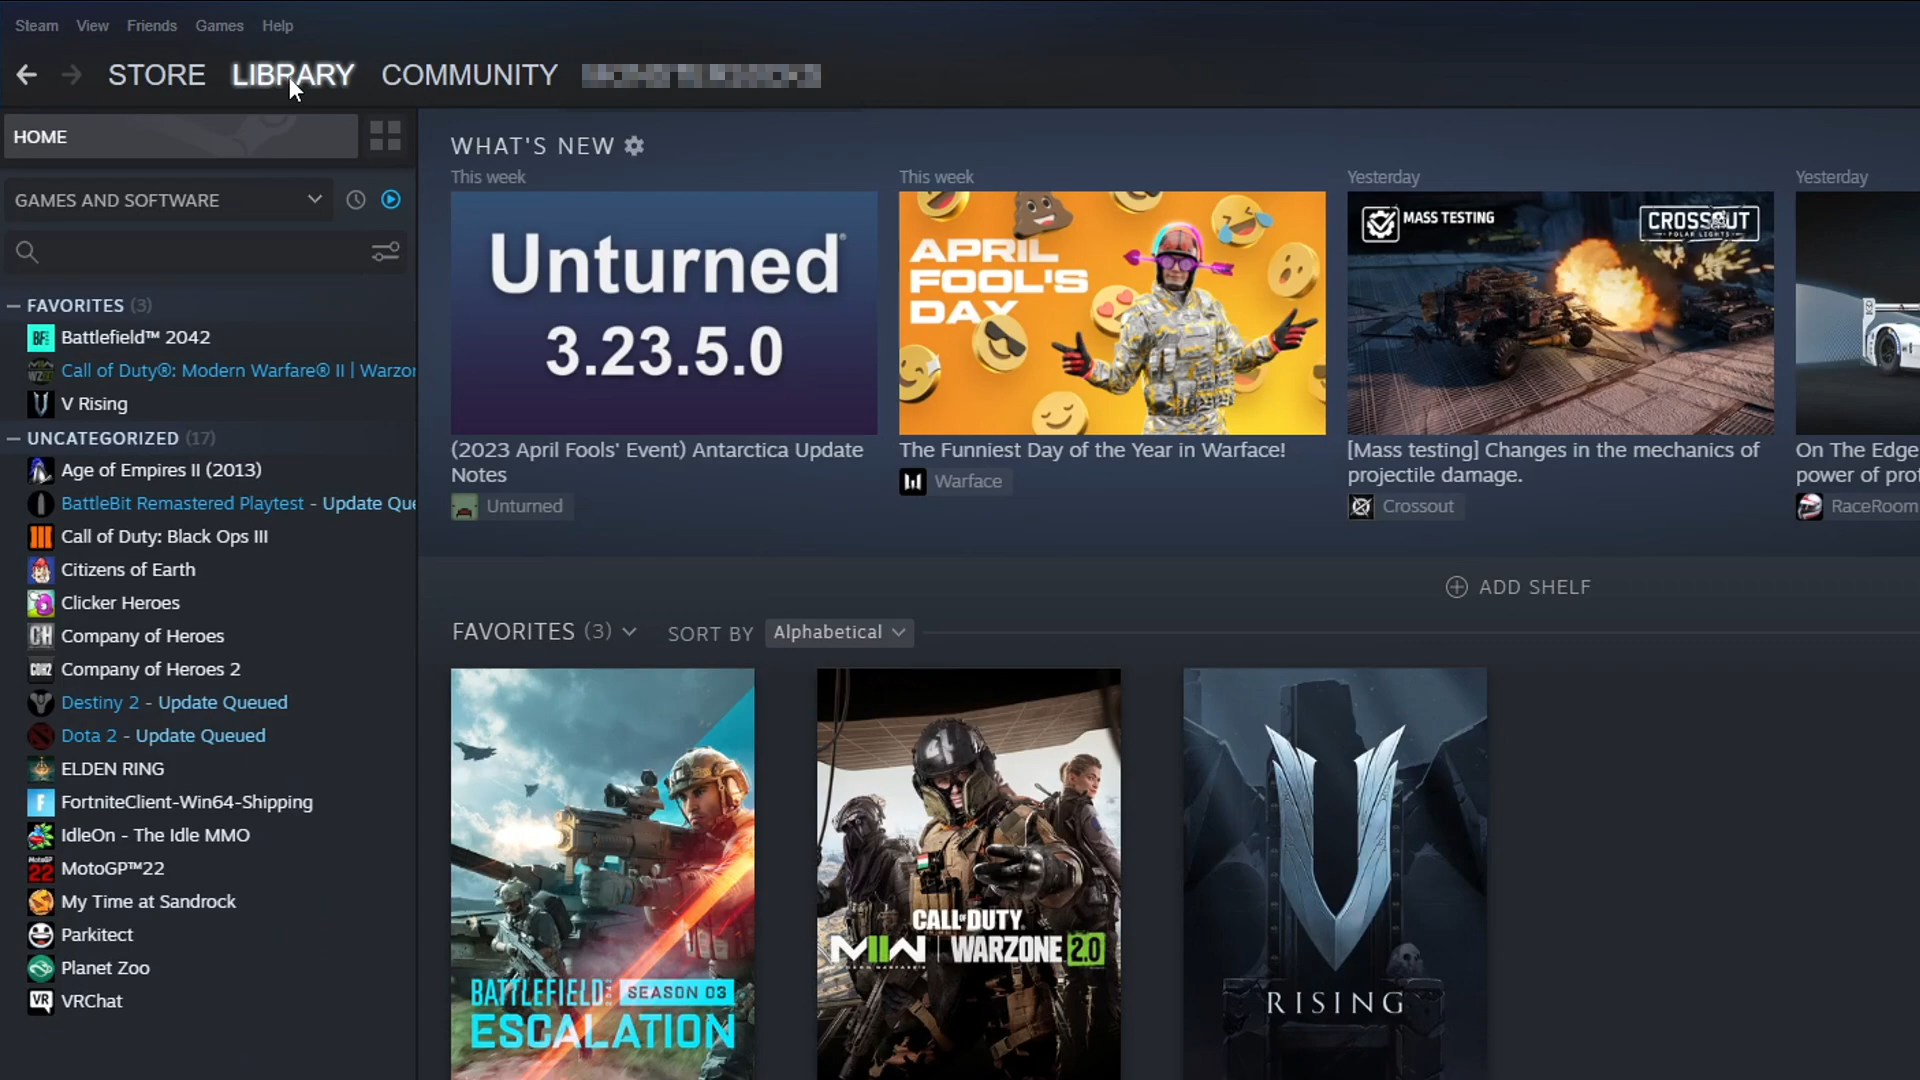 Steam View Friends Games Help
STORE LIBRARY COMMUNITY
HOME
GAMES AND SOFTWARE
FAVORITES (3)
Battlefield™ 2042
Call of Duty®: Modern Warfare® II | Warzo
V Rising
UNCATEGORIZED (17)
Age of Empires II (2013)
BattleBit Remastered Playtest - Update Que
Call of Duty: Black Ops III
Citizens of Earth
Clicker Heroes
Company of Heroes
Company of Heroes 2
Destiny 2 - Update Queued
Dota 2 - Update Queued
ELDEN RING
FortniteClient-Win64-Shipping
IdleOn - The Idle MMO
MotoGP™22
My Time at Sandrock
Parkitect
Planet Zoo
VRChat
WHAT'S NEW
This week
Unturned®
3.23.5.0
(2023 April Fools' Event) Antarctica Update
Notes
Unturned
This week
APRIL
FOOL'S
DAY
The Funniest Day of the Year in Warface!
Warface
Yesterday
MASS TESTING
CROSSOUT
POLAR LIGHTS
[Mass testing] Changes in the mechanics of
projectile damage.
Crossout
Yesterday
On The Edge
power of prof
RaceRoom
ADD SHELF
FAVORITES (3) SORT BY Alphabetical
BATTLEFIELD SEASON 03
ESCALATION
CALL OF DUTY
MWII WARZONE 2.0
V
RISING